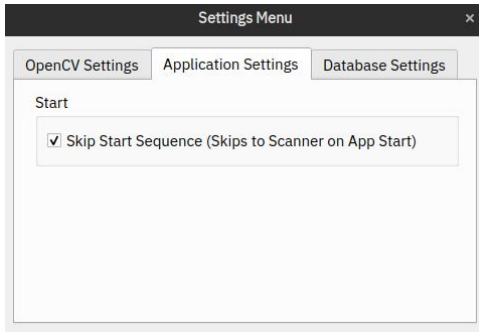 Settings Menu ×
OpenCV Settings Application Settings Database Settings
Start
Skip Start Sequence (Skips to Scanner on App Start)